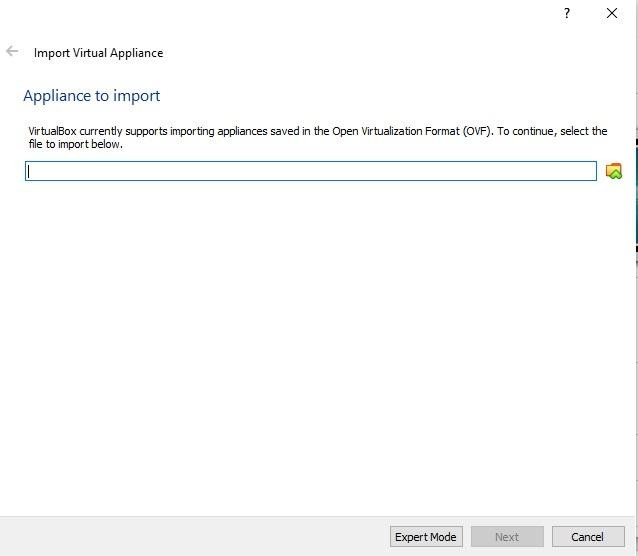 ?
Import Virtual Appliance
Appliance to import
VirtualBox currently supports importing appliances saved in the Open Virtualization Format (OVF). To continue, select the
file to import below.
Expert Mode Next Cancel